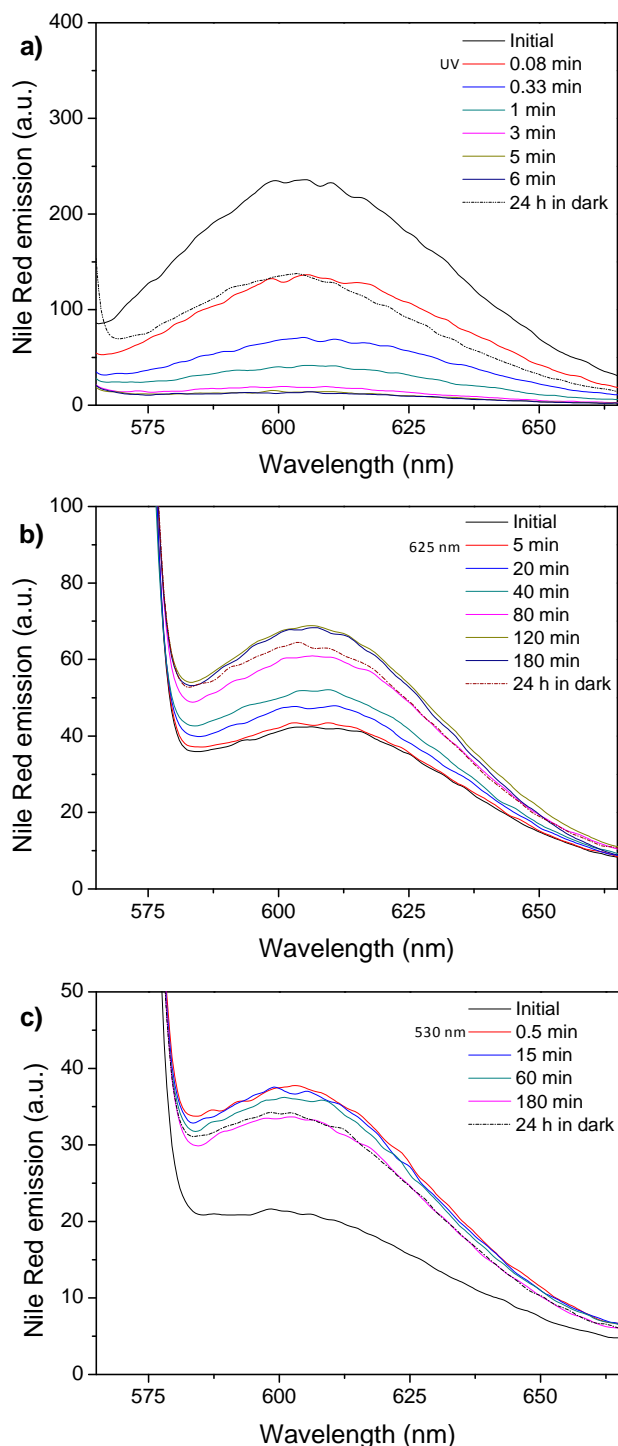 a)
Nile Red emission (a.u.)
400
300
200
100
0
Initial
UV 0.08 min
0.33 min
1 min
3 min
5 min
6 min
24 h in dark
575 600 625 650
Wavelength (nm)
b)
Nile Red emission (a.u.)
100
80
60
40
20
0
Initial
625 nm 5 min
20 min
40 min
80 min
120 min
180 min
24 h in dark
575 600 625 650
Wavelength (nm)
c)
Nile Red emission (a.u.)
50
40
30
20
10
0
Initial
530 nm 0.5 min
15 min
60 min
180 min
24 h in dark
575 600 625 650
Wavelength (nm)